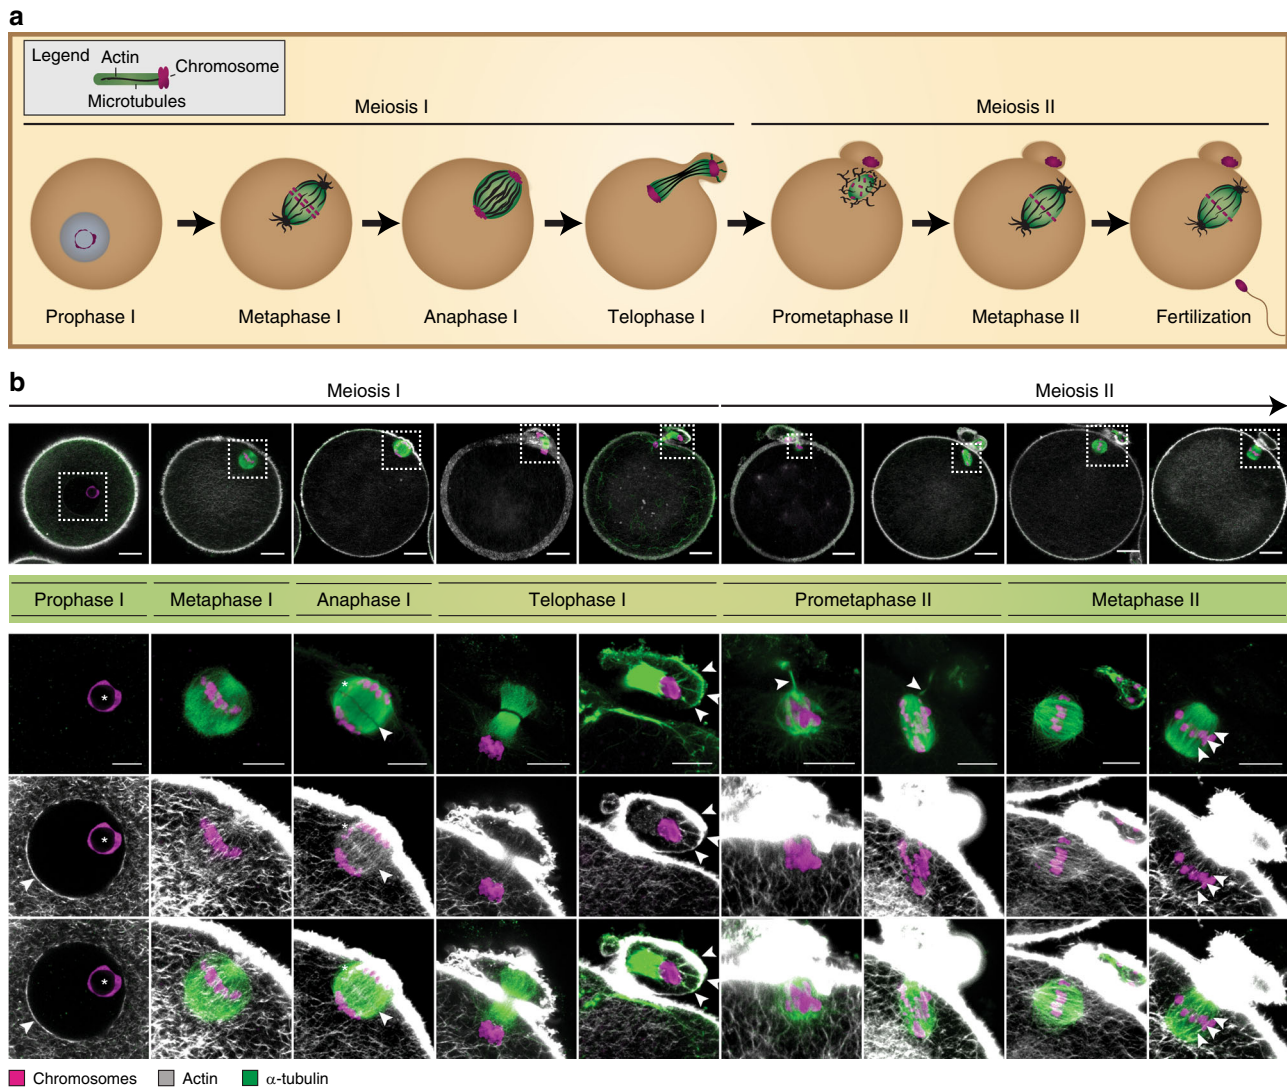 a
Legend
Actin
Chromosome
Microtubules
Meiosis I
Meiosis II
Prophase I
Metaphase I
Anaphase I
Telophase I
Prometaphase II
Metaphase II
Fertilization
b
Meiosis I
Meiosis II
Prophase I
Metaphase I
Anaphase I
Telophase I
Prometaphase II
Metaphase II
*
*
*
*
*
*
Chromosomes
Actin
α-tubulin